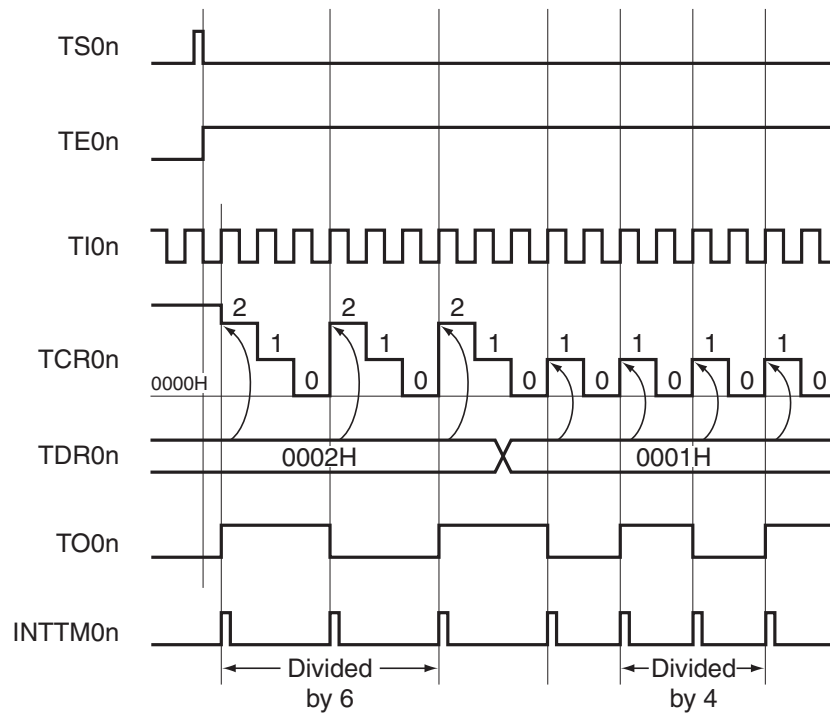 TS0n
TE0n
TI0n
2 2 2
1 1 1 1 1 1 1
TCR0n
0 0 0 0 0 0 0
0000H
TDR0n
0002H 0001H
TO0n
INTTM0n
Divided by 6
Divided by 4